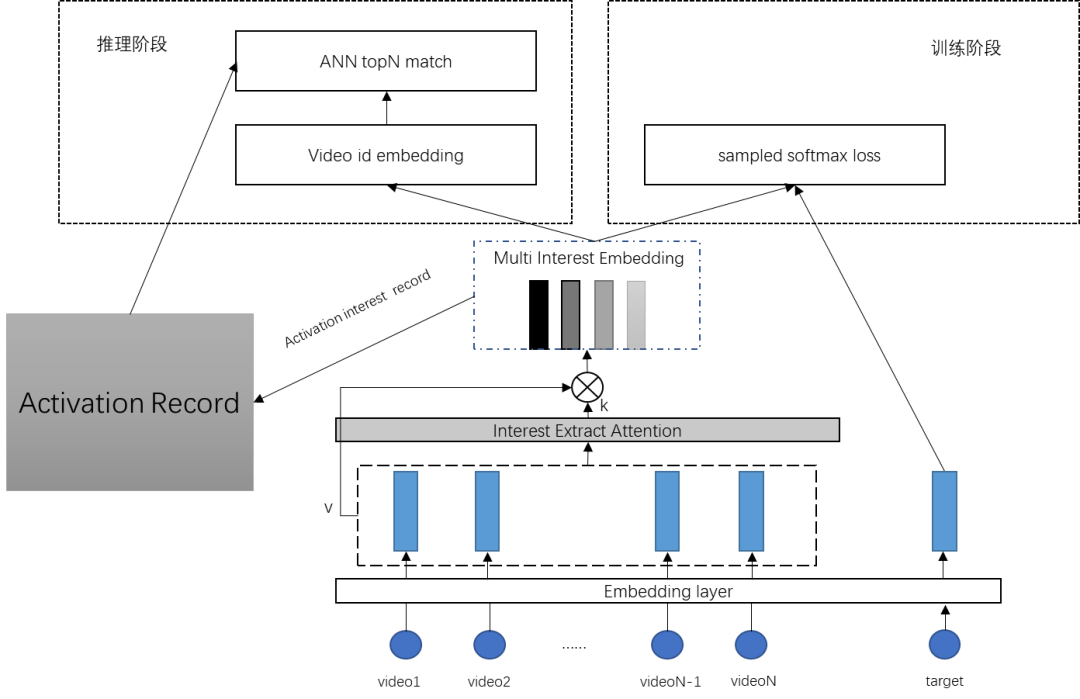 推理阶段
ANN topN match
Video id embedding
训练阶段
sampled softmax loss
Multi Interest Embedding
Activation interest record
Activation Record
k
Interest Extract Attention
v
Embedding layer
......
video1
video2
videoN-1
videoN
target